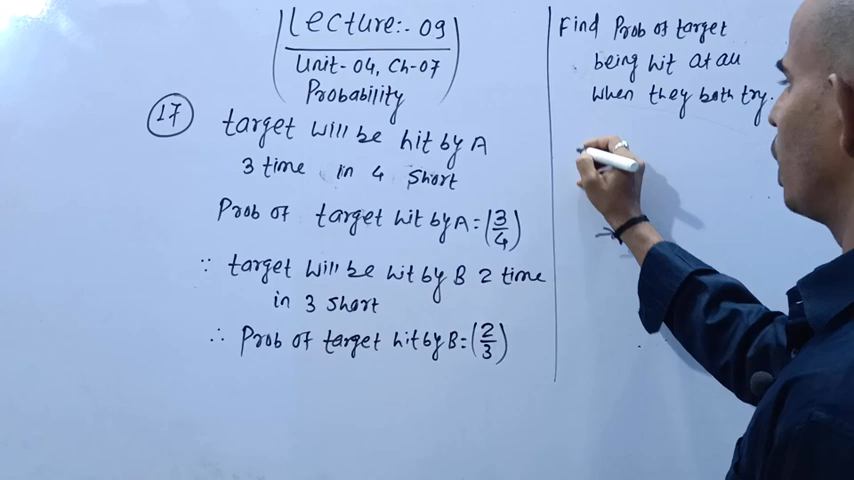 Lecture:- 09
Unit-04, Ch-07
Probability
17
target will be hit by A
3 time in 4 short
Prob of target hit by A = (3/4)
∵ target will be hit by B 2 time
in 3 short
∴ Prob of target hit by B = (2/3)
Find Prob of target
being hit at all
when they both try.